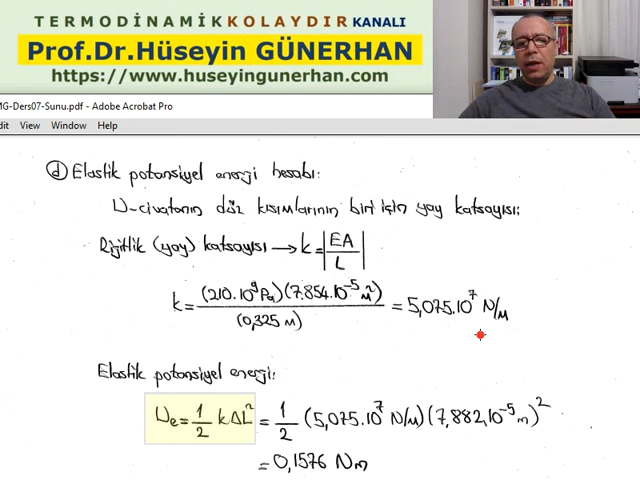 TERMODİNAMİKKOLAYDIR KANALI
Prof.Dr.Hüseyin GÜNERHAN
https://www.huseyingunerhan.com
MG-Ders07-Sunu.pdf - Adobe Acrobat Pro
dit View Window Help
d) Elastik potansiyel enerji hesabı:
U-civatanın düz kısımlarının biri için yay katsayısı:
Rijitlik (yay) katsayısı → k = |EA/L|
k = (210.10⁹ Pa)(7.854.10⁻⁵ m²) / (0,325 m) = 5,075.10⁷ N/m
Elastik potansiyel enerji:
Ue = 1/2 k ΔL² = 1/2 (5,075.10⁷ N/m)(7,882.10⁻⁵ m)²
= 0,1576 Nm